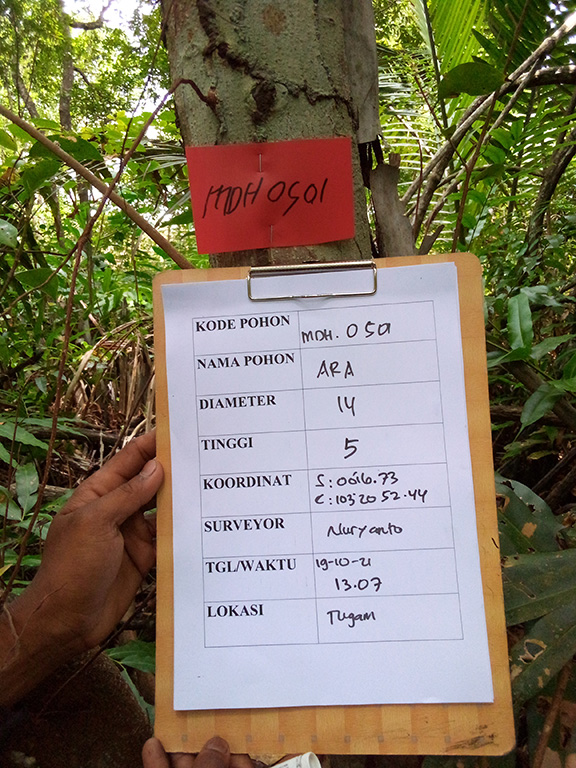 MDH 0501
KODE POHON MDH. 0501
NAMA POHON ARA
DIAMETER 14
TINGGI 5
KOORDINAT S: 0616.73
E: 103 20 52.44
SURVEYOR Nuryanto
TGL/WAKTU 19-10-21
13.07
LOKASI Tugam